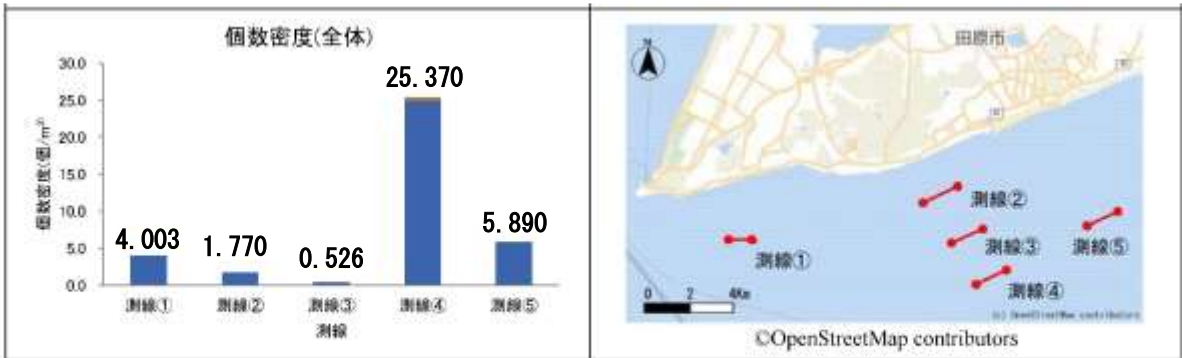 個数密度(全体)
個数密度(個/m³)
30.0
25.0
20.0
15.0
10.0
5.0
0.0
4.003
1.770
0.526
25.370
5.890
測線①
測線②
測線③
測線④
測線⑤
測線
N
田原市
測線②
測線③
測線⑤
測線①
測線④
0 2 4Km
(c) OpenStreetMap contributors
©OpenStreetMap contributors